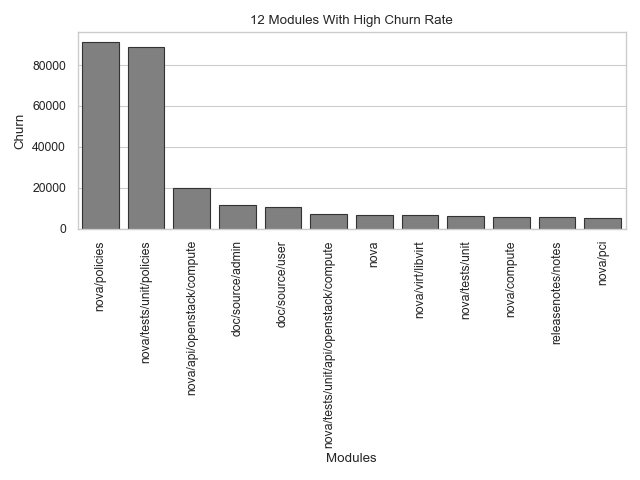 12 Modules With High Churn Rate
Churn
80000
60000
40000
20000
0
nova/policies
nova/tests/unit/policies
nova/api/openstack/compute
doc/source/admin
doc/source/user
nova/tests/unit/api/openstack/compute
nova
nova/virt/libvirt
nova/tests/unit
nova/compute
releasenotes/notes
nova/pci
Modules